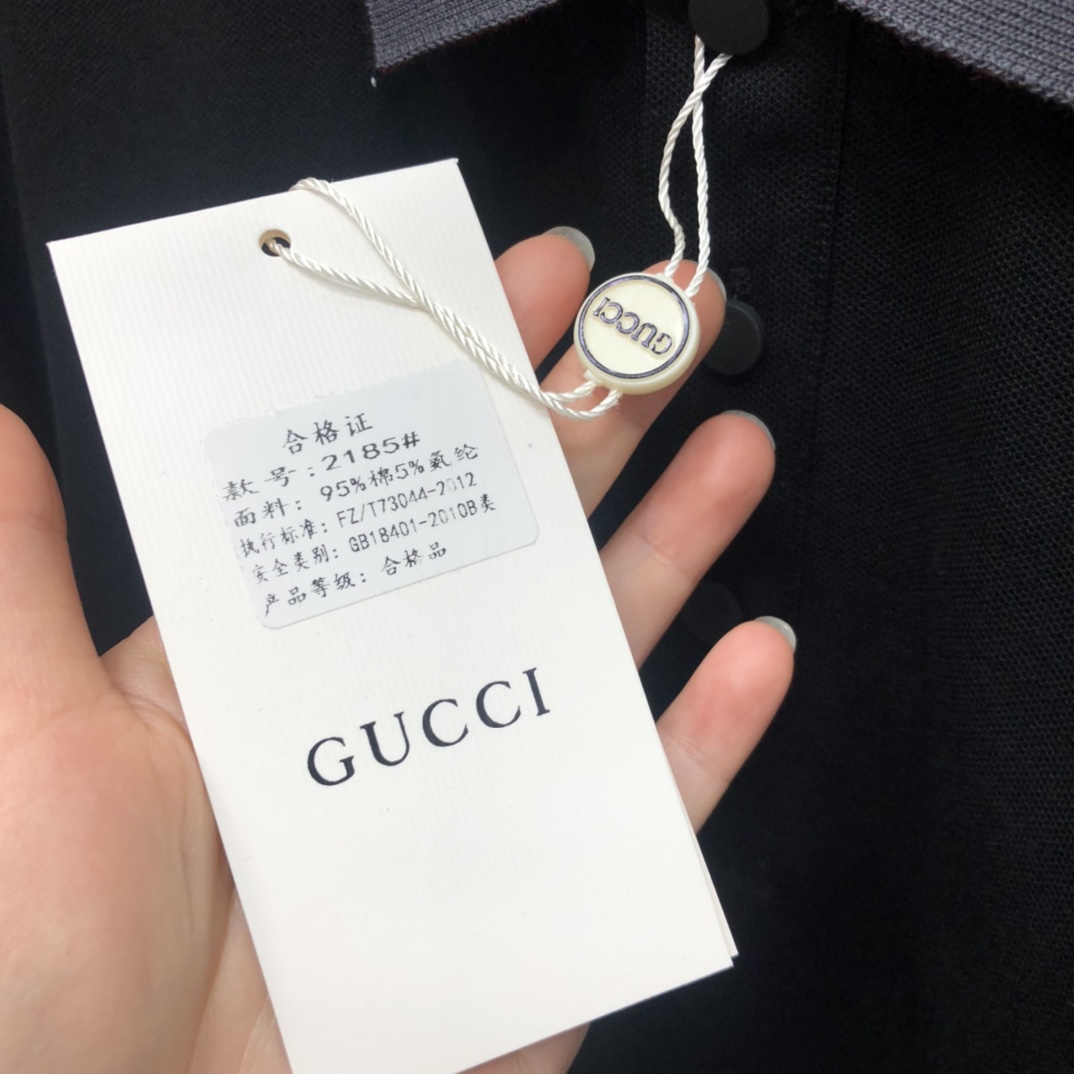 GUCCI
合格证
款号:2185#
面料:95%棉5%氨纶
执行标准:FZ/T73044-2012
安全类别:GB18401-2010B类
产品等级:合格品
GUCCI